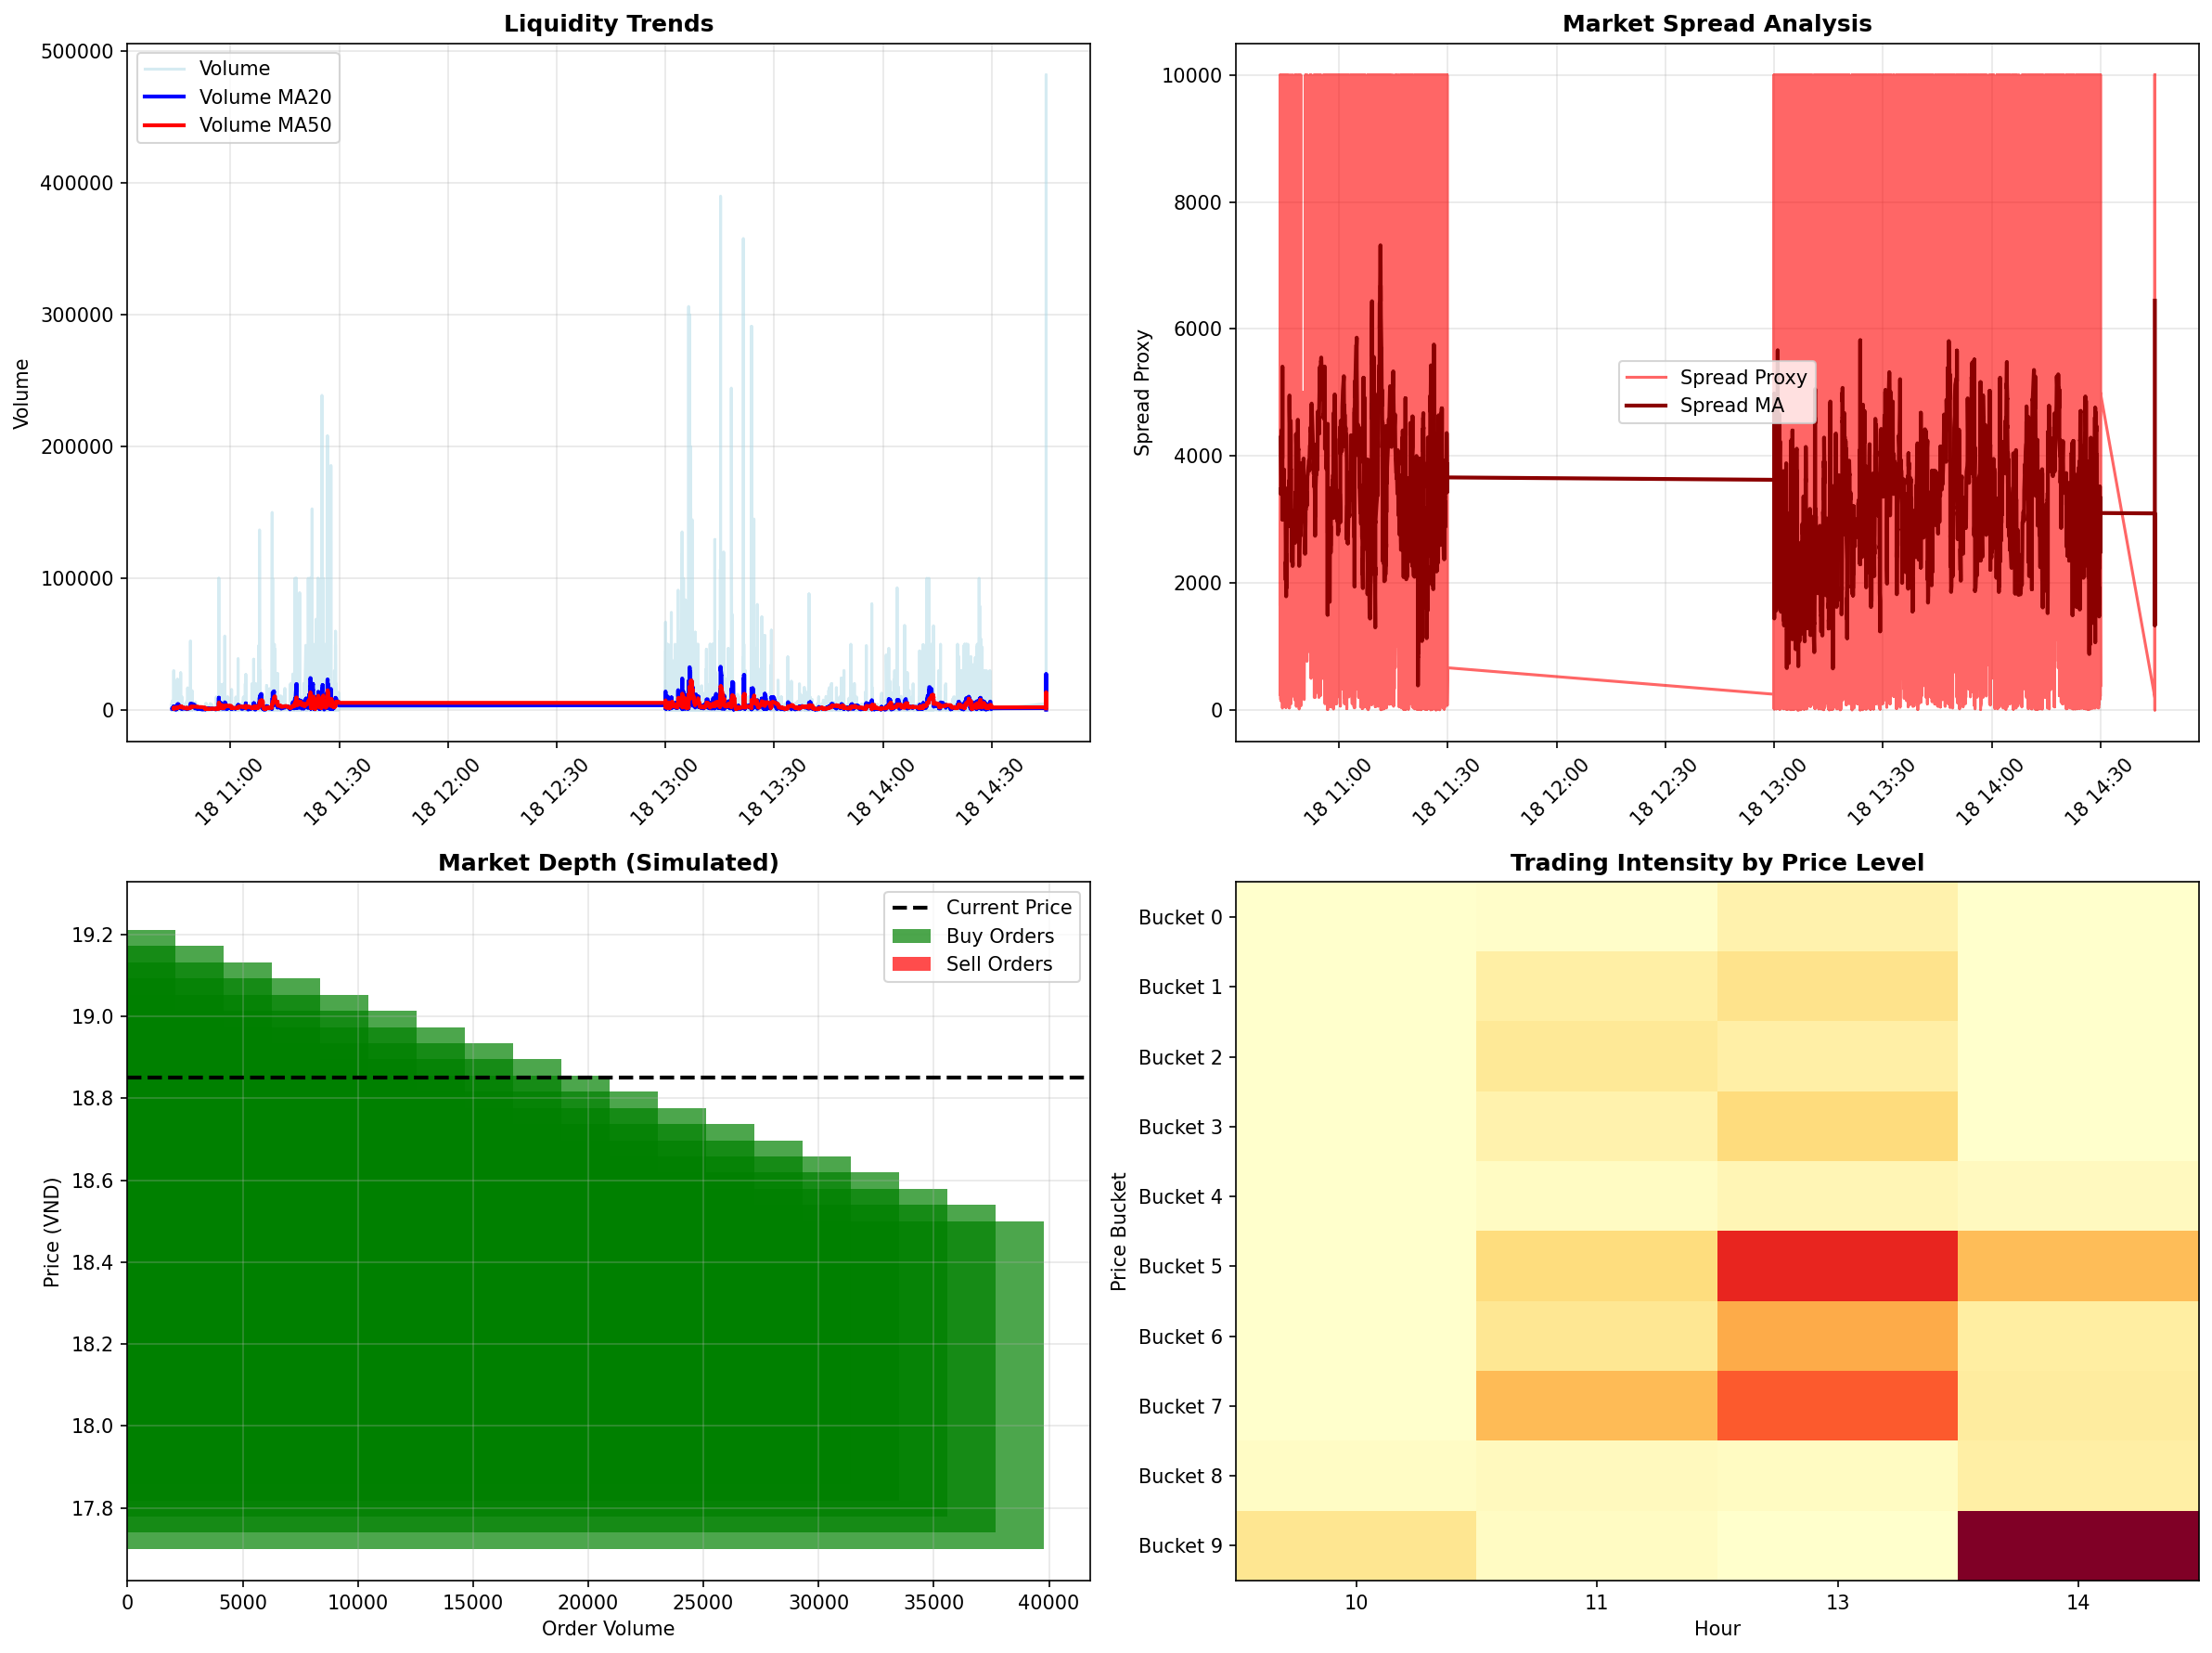 Liquidity Trends
Volume
500000
400000
300000
200000
100000
0
Volume
Volume MA20
Volume MA50
18 11:00
18 11:30
18 12:00
18 12:30
18 13:00
18 13:30
18 14:00
18 14:30
Market Spread Analysis
Spread Proxy
10000
8000
6000
4000
2000
0
Spread Proxy
Spread MA
18 11:00
18 11:30
18 12:00
18 12:30
18 13:00
18 13:30
18 14:00
18 14:30
Market Depth (Simulated)
Price (VND)
19.2
19.0
18.8
18.6
18.4
18.2
18.0
17.8
Current Price
Buy Orders
Sell Orders
0
5000
10000
15000
20000
25000
30000
35000
40000
Order Volume
Trading Intensity by Price Level
Price Bucket
Bucket 0
Bucket 1
Bucket 2
Bucket 3
Bucket 4
Bucket 5
Bucket 6
Bucket 7
Bucket 8
Bucket 9
10
11
13
14
Hour